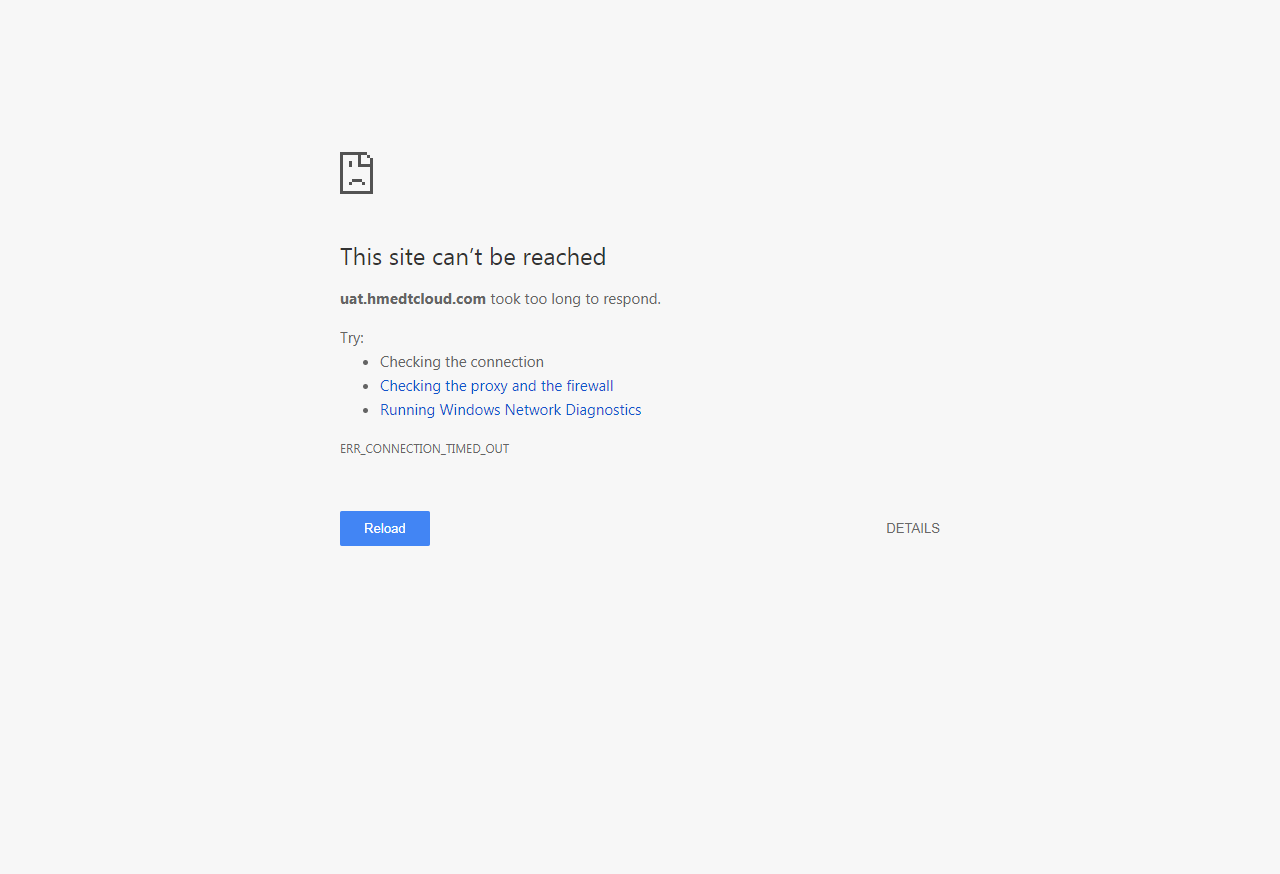 This site can’t be reached
uat.hmedtcloud.com took too long to respond.
Try:
Checking the connection
Checking the proxy and the firewall
Running Windows Network Diagnostics
ERR_CONNECTION_TIMED_OUT
Reload
DETAILS